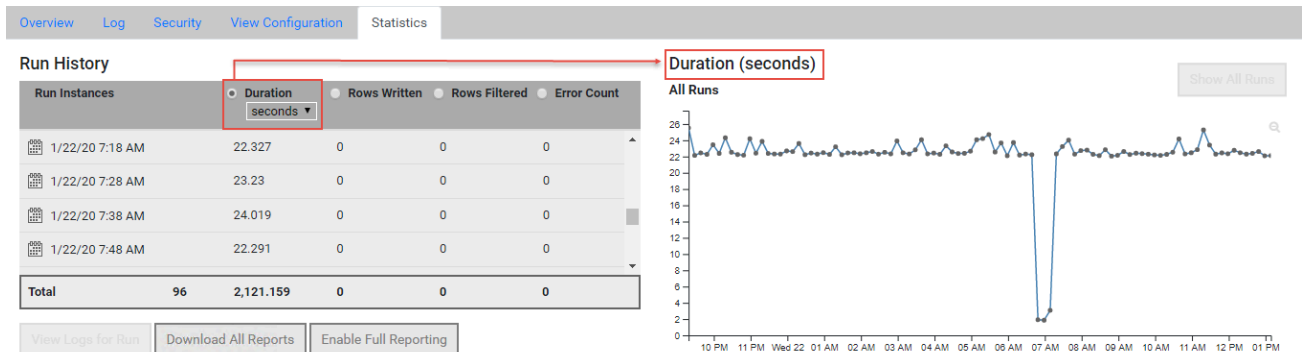 Overview Log Security View Configuration Statistics
Run History
Run Instances Duration Rows Written Rows Filtered Error Count
seconds
1/22/20 7:18 AM 22.327 0 0 0
1/22/20 7:28 AM 23.23 0 0 0
1/22/20 7:38 AM 24.019 0 0 0
1/22/20 7:48 AM 22.291 0 0 0
Total 96 2,121.159 0 0 0
View Logs for Run Download All Reports Enable Full Reporting
Duration (seconds)
All Runs
Show All Runs
26
24
22
20
18
16
14
12
10
8
6
4
2
0
10 PM 11 PM Wed 22 01 AM 02 AM 03 AM 04 AM 05 AM 06 AM 07 AM 08 AM 09 AM 10 AM 11 AM 12 PM 01 PM